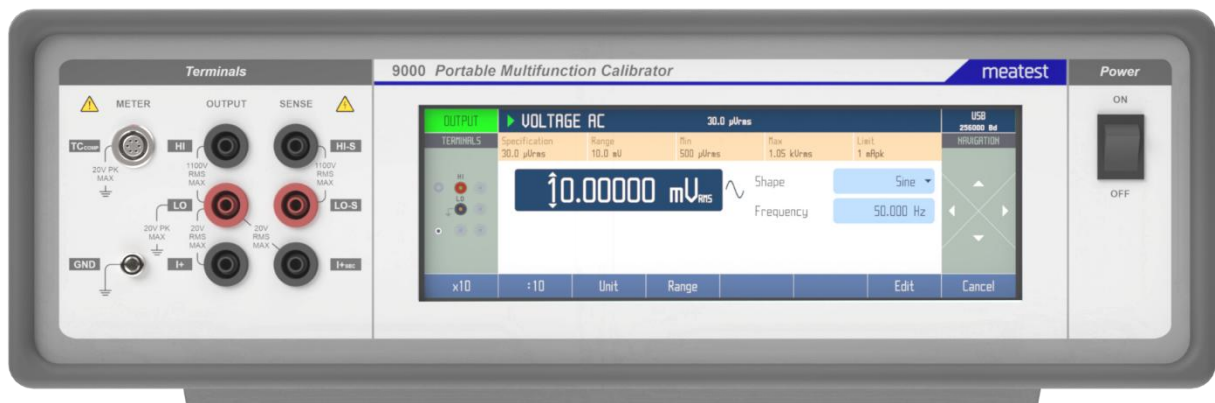 Terminals
METER OUTPUT SENSE
TCCOMP
HI
HI-S
20V PK MAX
1100V RMS MAX
1100V RMS MAX
LO
LO-S
20V PK MAX
20V RMS MAX
20V RMS MAX
GND
I+
I+SEC
9000 Portable Multifunction Calibrator
meatest
OUTPUT
VOLTAGE AC
30.0 µVrms
USB
256000 Bd
TERMINALS
Specification
30.0 µVrms
Range
10.0 mV
Min
500 µVrms
Max
1.05 kVrms
Limit
1 mApk
NAVIGATION
HI
LO
10.00000 mVRMS
Shape
Sine
Frequency
50.000 Hz
x10 :10 Unit Range Edit Cancel
Power
ON
OFF